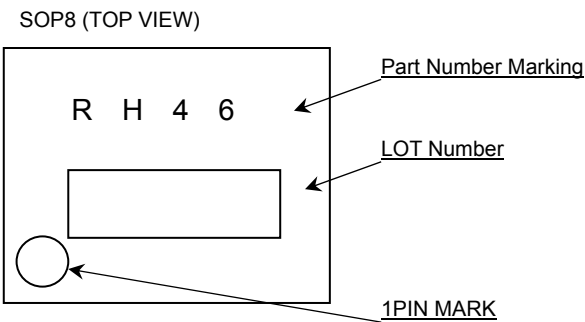 SOP8 (TOP VIEW)
Part Number Marking
R H 4 6
LOT Number
1PIN MARK